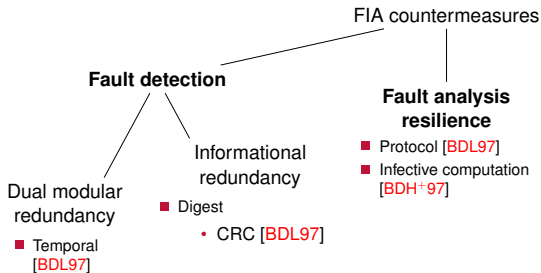 FIA countermeasures
Fault detection
Fault analysis
resilience
Protocol [BDL97]
Infective computation
[BDH+97]
Informational
redundancy
Digest
CRC [BDL97]
Dual modular
redundancy
Temporal
[BDL97]